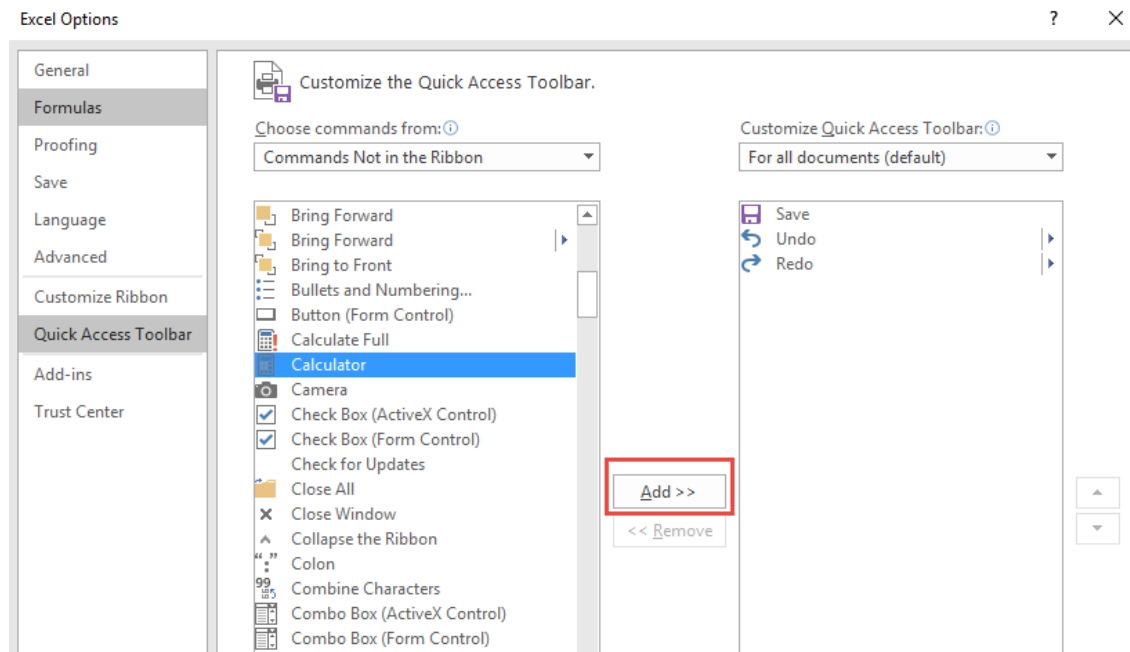 Excel Options
?
General
Formulas
Proofing
Save
Language
Advanced
Customize Ribbon
Quick Access Toolbar
Add-ins
Trust Center
Customize the Quick Access Toolbar.
Choose commands from:
Commands Not in the Ribbon
Bring Forward
Bring Forward
Bring to Front
Bullets and Numbering...
Button (Form Control)
Calculate Full
Calculator
Camera
Check Box (ActiveX Control)
Check Box (Form Control)
Check for Updates
Close All
Close Window
Collapse the Ribbon
Colon
Combine Characters
Combo Box (ActiveX Control)
Combo Box (Form Control)
Add >>
<< Remove
Customize Quick Access Toolbar:
For all documents (default)
Save
Undo
Redo